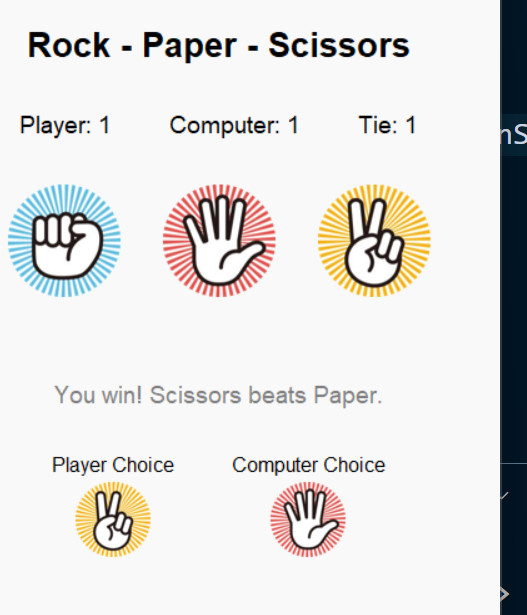 Rock - Paper - Scissors
Player: 1 Computer: 1 Tie: 1
You win! Scissors beats Paper.
Player Choice Computer Choice